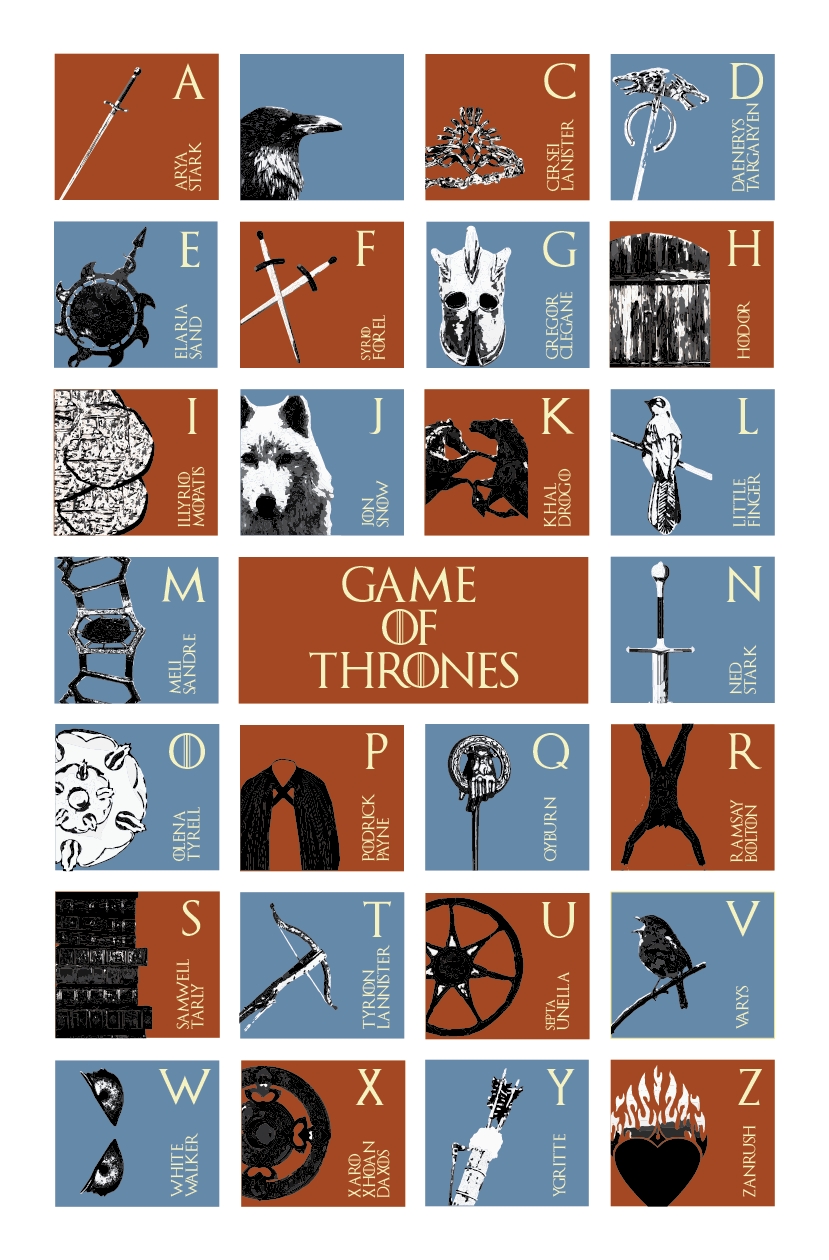 A
ARYA
STARK
C
CERSEI
LANISTER
D
DAENERYS
TARGARYEN
E
ELARIA
SAND
F
SYRIO
FOREL
G
GREGOR
CLEGANE
H
HODOR
I
ILLYRIO
MOPATIS
J
JON
SNOW
K
KHAL
DROGO
L
LITTLE
FINGER
M
MELI
SANDRE
GAME
OF
THRONES
N
NED
STARK
O
OLENA
TYRELL
P
PODRICK
PAYNE
Q
QYBURN
R
RAMSAY
BOLTON
S
SAMWELL
TARLY
T
TYRION
LANNISTER
U
SEPTA
UNELLA
V
VARYS
W
WHITE
WALKER
X
XARO
XHOAN
DAXOS
Y
YGRITTE
Z
ZANRUSH